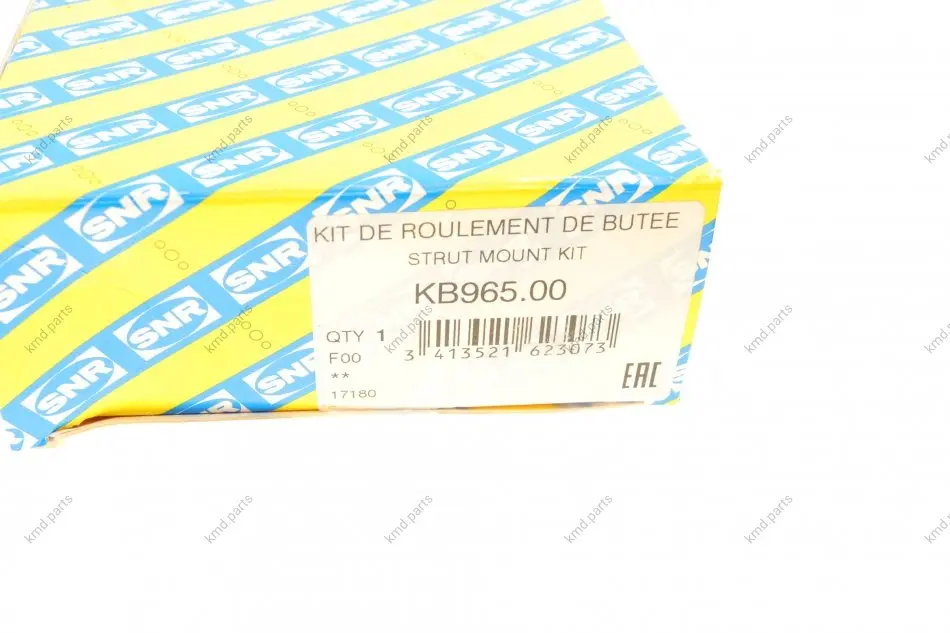 SNR
KIT DE ROULEMENT DE BUTEE
STRUT MOUNT KIT
KB965.00
QTY 1
3 413521 623073
F00
**
17180
EAC
kmd.parts